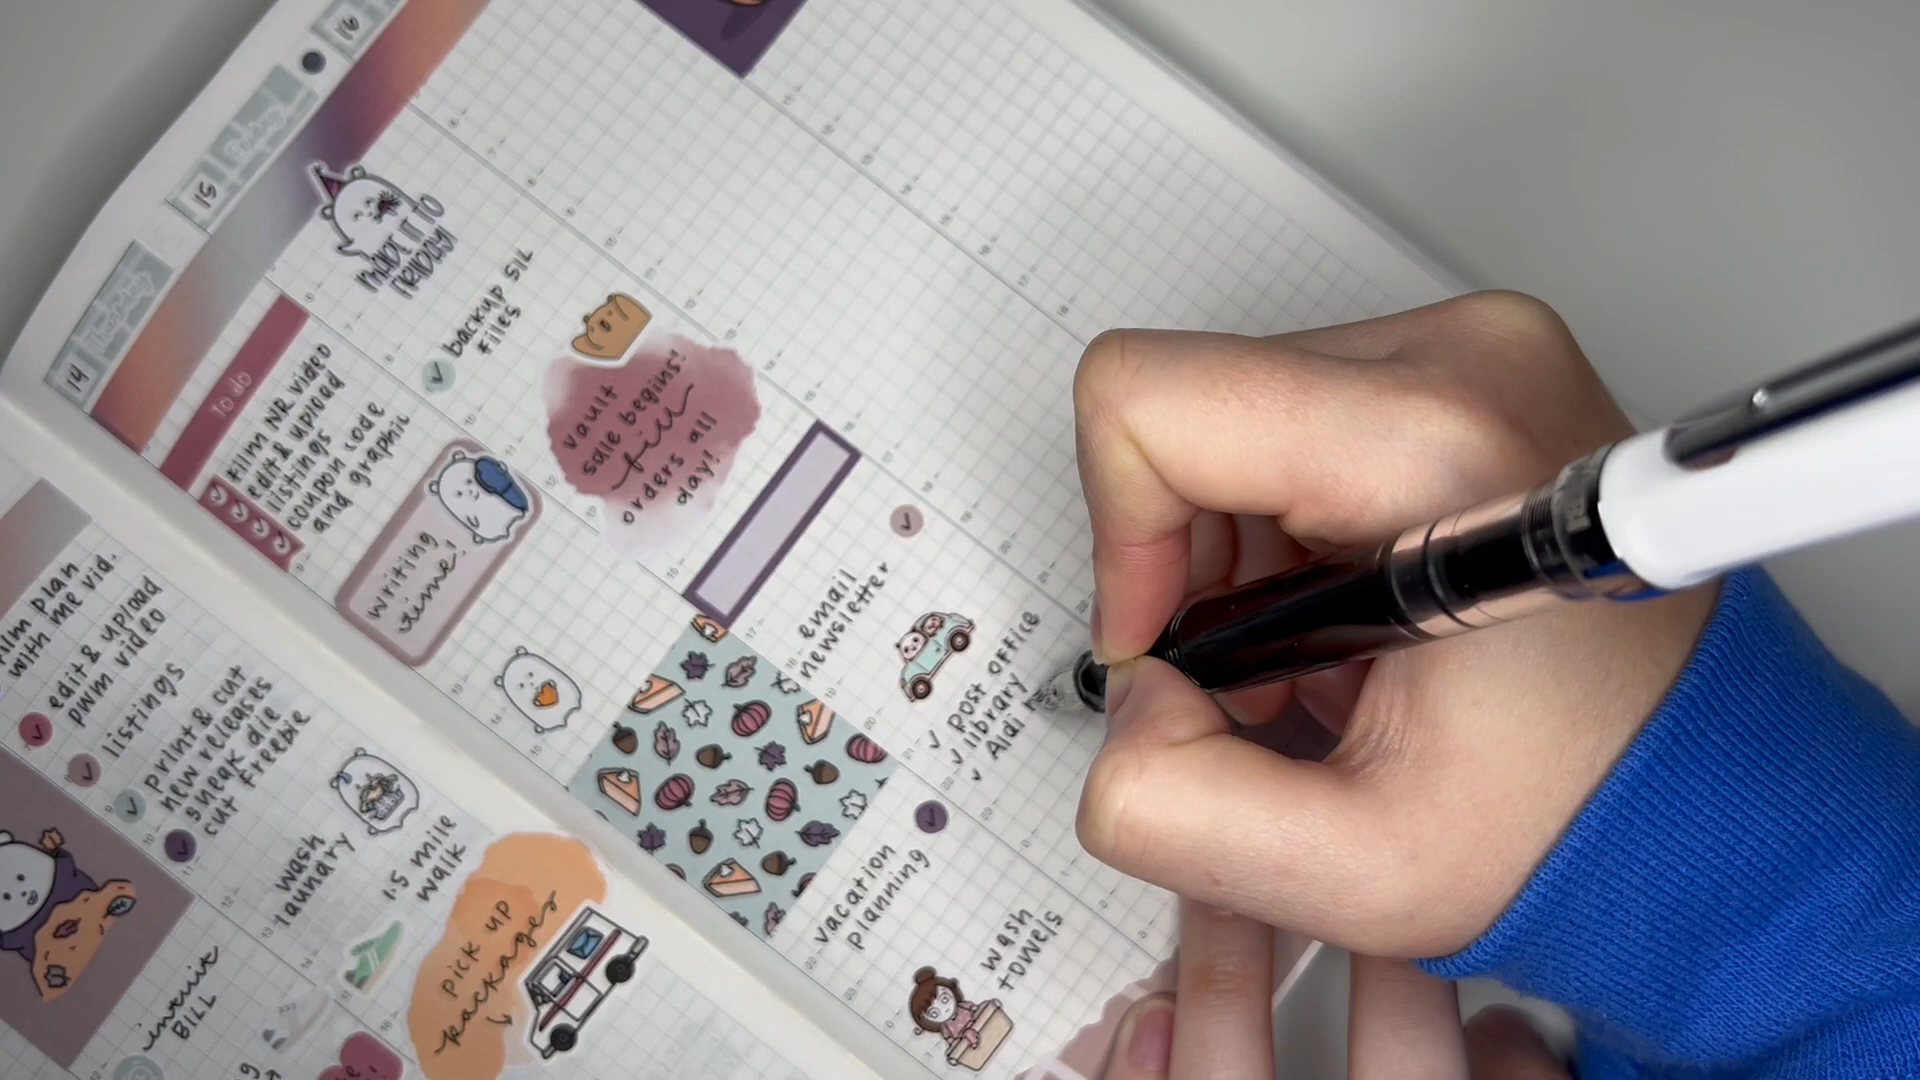 16
15
Friday
14
Thursday
MADE IT TO
FRIDAY!
backup SIL
files
vault
sale begins!
fill
orders all
day!
email
newsletter
post office
library
Aldi
To do
Film NR video
edit & upload
listings
coupon code
and graphic
writing
time!
vacation
planning
wash
towels
film plan
with me vid.
edit & upload
pwm video
listings
print & cut
new releases
sneak die
cut freebie
wash
laundry
1.5 mile
walk
pick up
packages
intuit
BILL